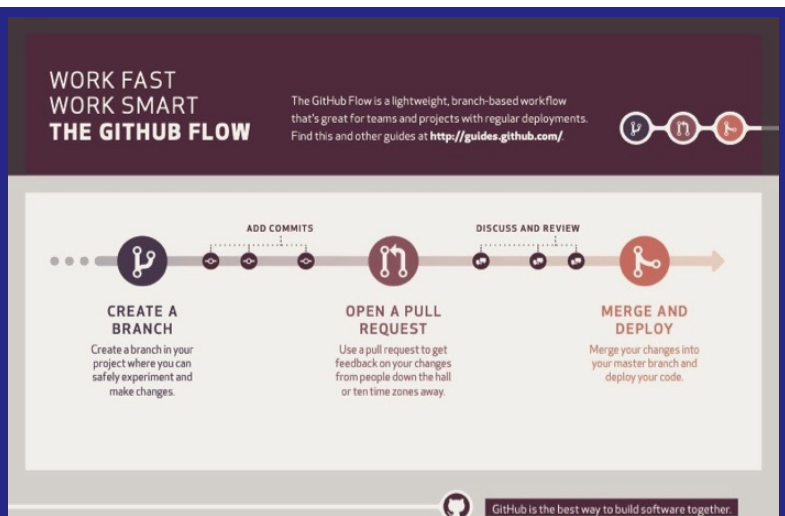 WORK FAST
WORK SMART
THE GITHUB FLOW
The GitHub Flow is a lightweight, branch-based workflow
that's great for teams and projects with regular deployments.
Find this and other guides at http://guides.github.com/.
ADD COMMITS
DISCUSS AND REVIEW
CREATE A
BRANCH
Create a branch in your
project where you can
safely experiment and
make changes.
OPEN A PULL
REQUEST
Use a pull request to get
feedback on your changes
from people down the hall
or ten time zones away.
MERGE AND
DEPLOY
Merge your changes into
your master branch and
deploy your code.
GitHub is the best way to build software together.